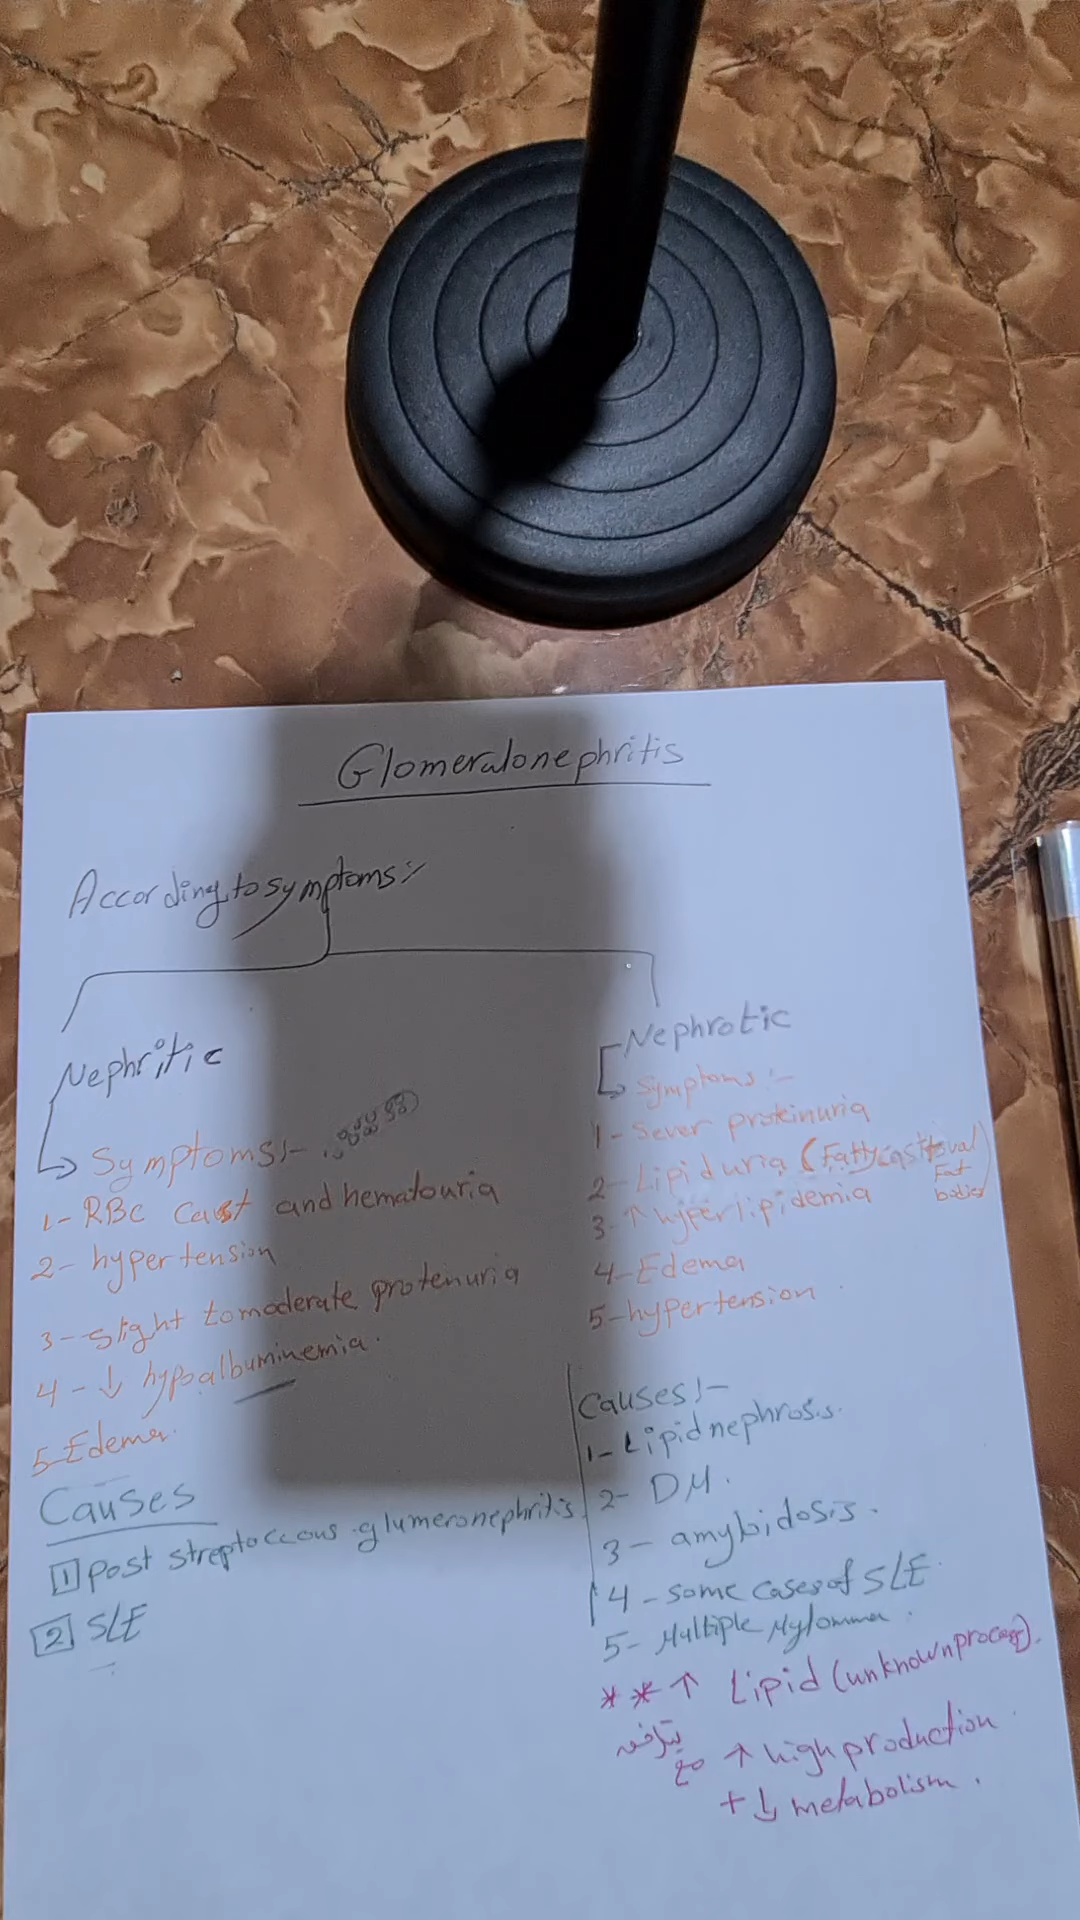 Glomeralonephritis
According to symptoms:-
Nephritic
Symptoms:-
1- RBC Cast and hematouria
2- hypertension
3- slight to moderate protenuria
4- ↓ hypoalbuminemia.
5- Edema.
Causes
1 Post streptoccous glumeronephritis.
2 SLE
Nephrotic
Symptoms:-
1- Sever proteinuria
2- Lipiduria (Fatty cast + oval
Fat
bodies)
3- ↑ hyperlipidemia
4- Edema
5- hypertension
Causes:-
1- Lipid nephrosis.
2- DM.
3- amyloidosis.
4- some cases of SLE.
5- Multiple Mylomma.
** ↑ Lipid (unknown process).
مع ↑ high production
+ ↓ metabolism.